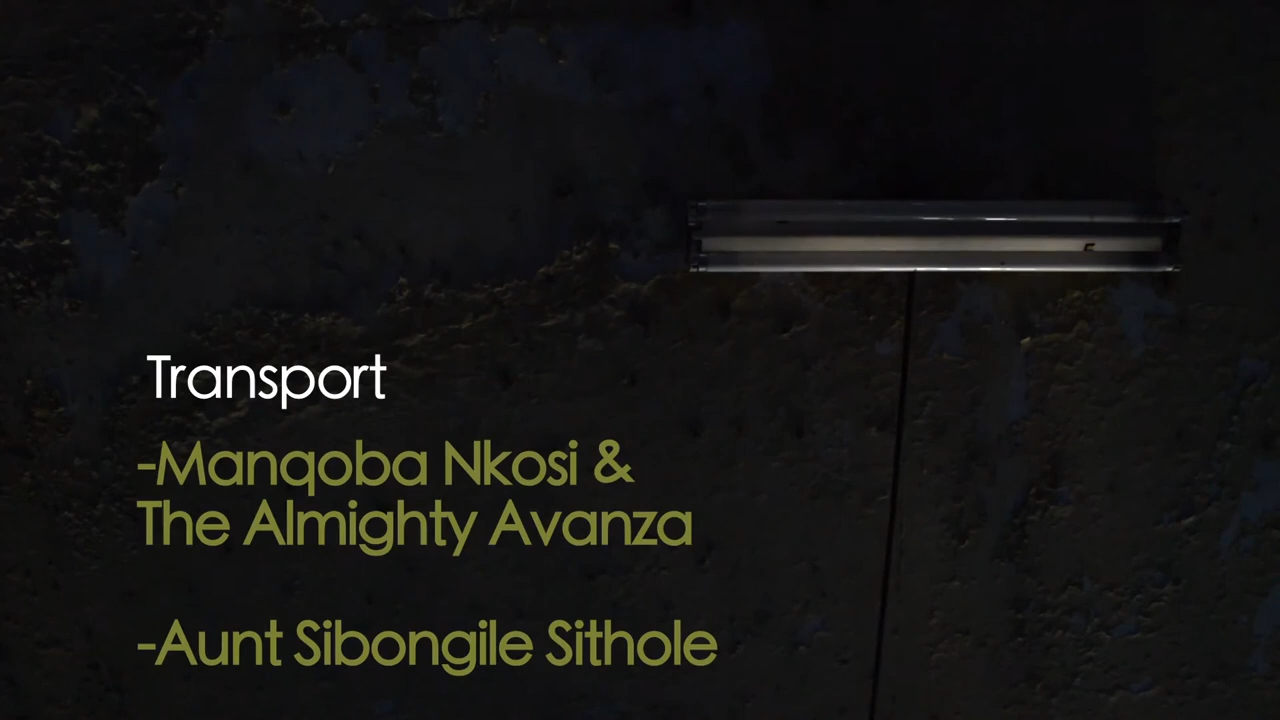 Transport
-Manqoba Nkosi &
The Almighty Avanza
-Aunt Sibongile Sithole